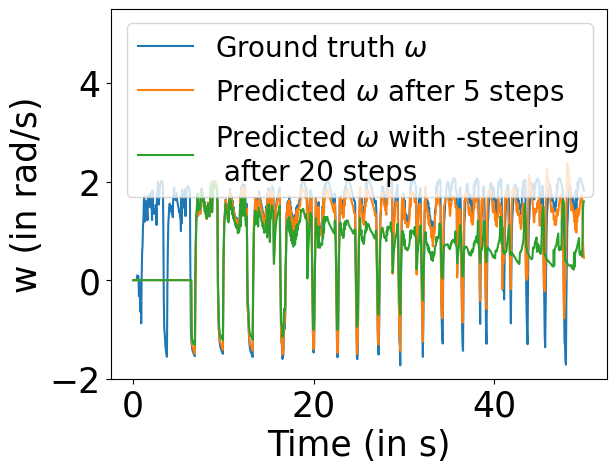 Ground truth ω
Predicted ω after 5 steps
Predicted ω with -steering
after 20 steps
w (in rad/s)
4
2
0
−2
0
20
40
Time (in s)